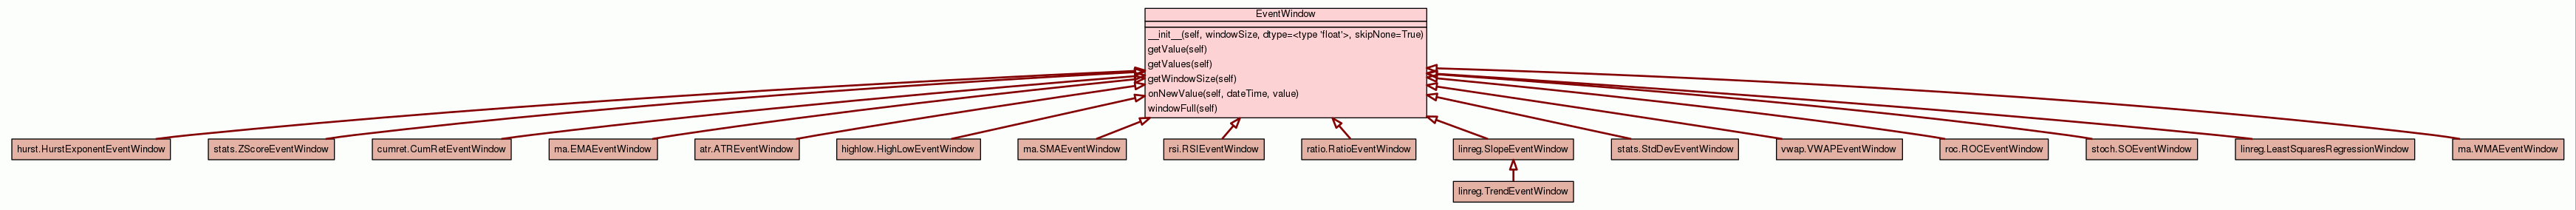 EventWindow
__init__(self, windowSize, dtype=<type 'float'>, skipNone=True)
getValue(self)
getValues(self)
getWindowSize(self)
onNewValue(self, dateTime, value)
windowFull(self)
hurst.HurstExponentEventWindow
stats.ZScoreEventWindow
cumret.CumRetEventWindow
ma.EMAEventWindow
atr.ATREventWindow
highlow.HighLowEventWindow
ma.SMAEventWindow
rsi.RSIEventWindow
ratio.RatioEventWindow
linreg.SlopeEventWindow
stats.StdDevEventWindow
vwap.VWAPEventWindow
roc.ROCEventWindow
stoch.SOEventWindow
linreg.LeastSquaresRegressionWindow
ma.WMAEventWindow
linreg.TrendEventWindow